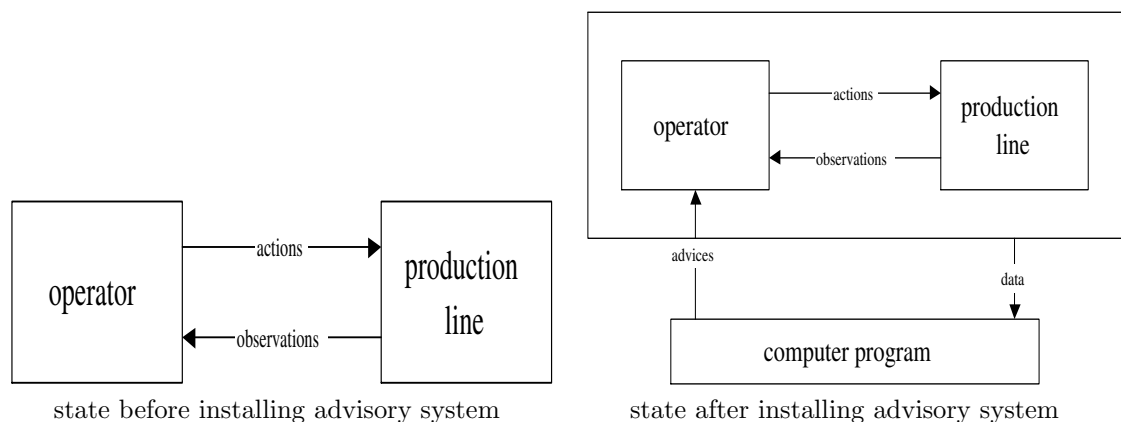 operator
actions
production
line
observations
state before installing advisory system
operator
actions
production
line
observations
advices
data
computer program
state after installing advisory system